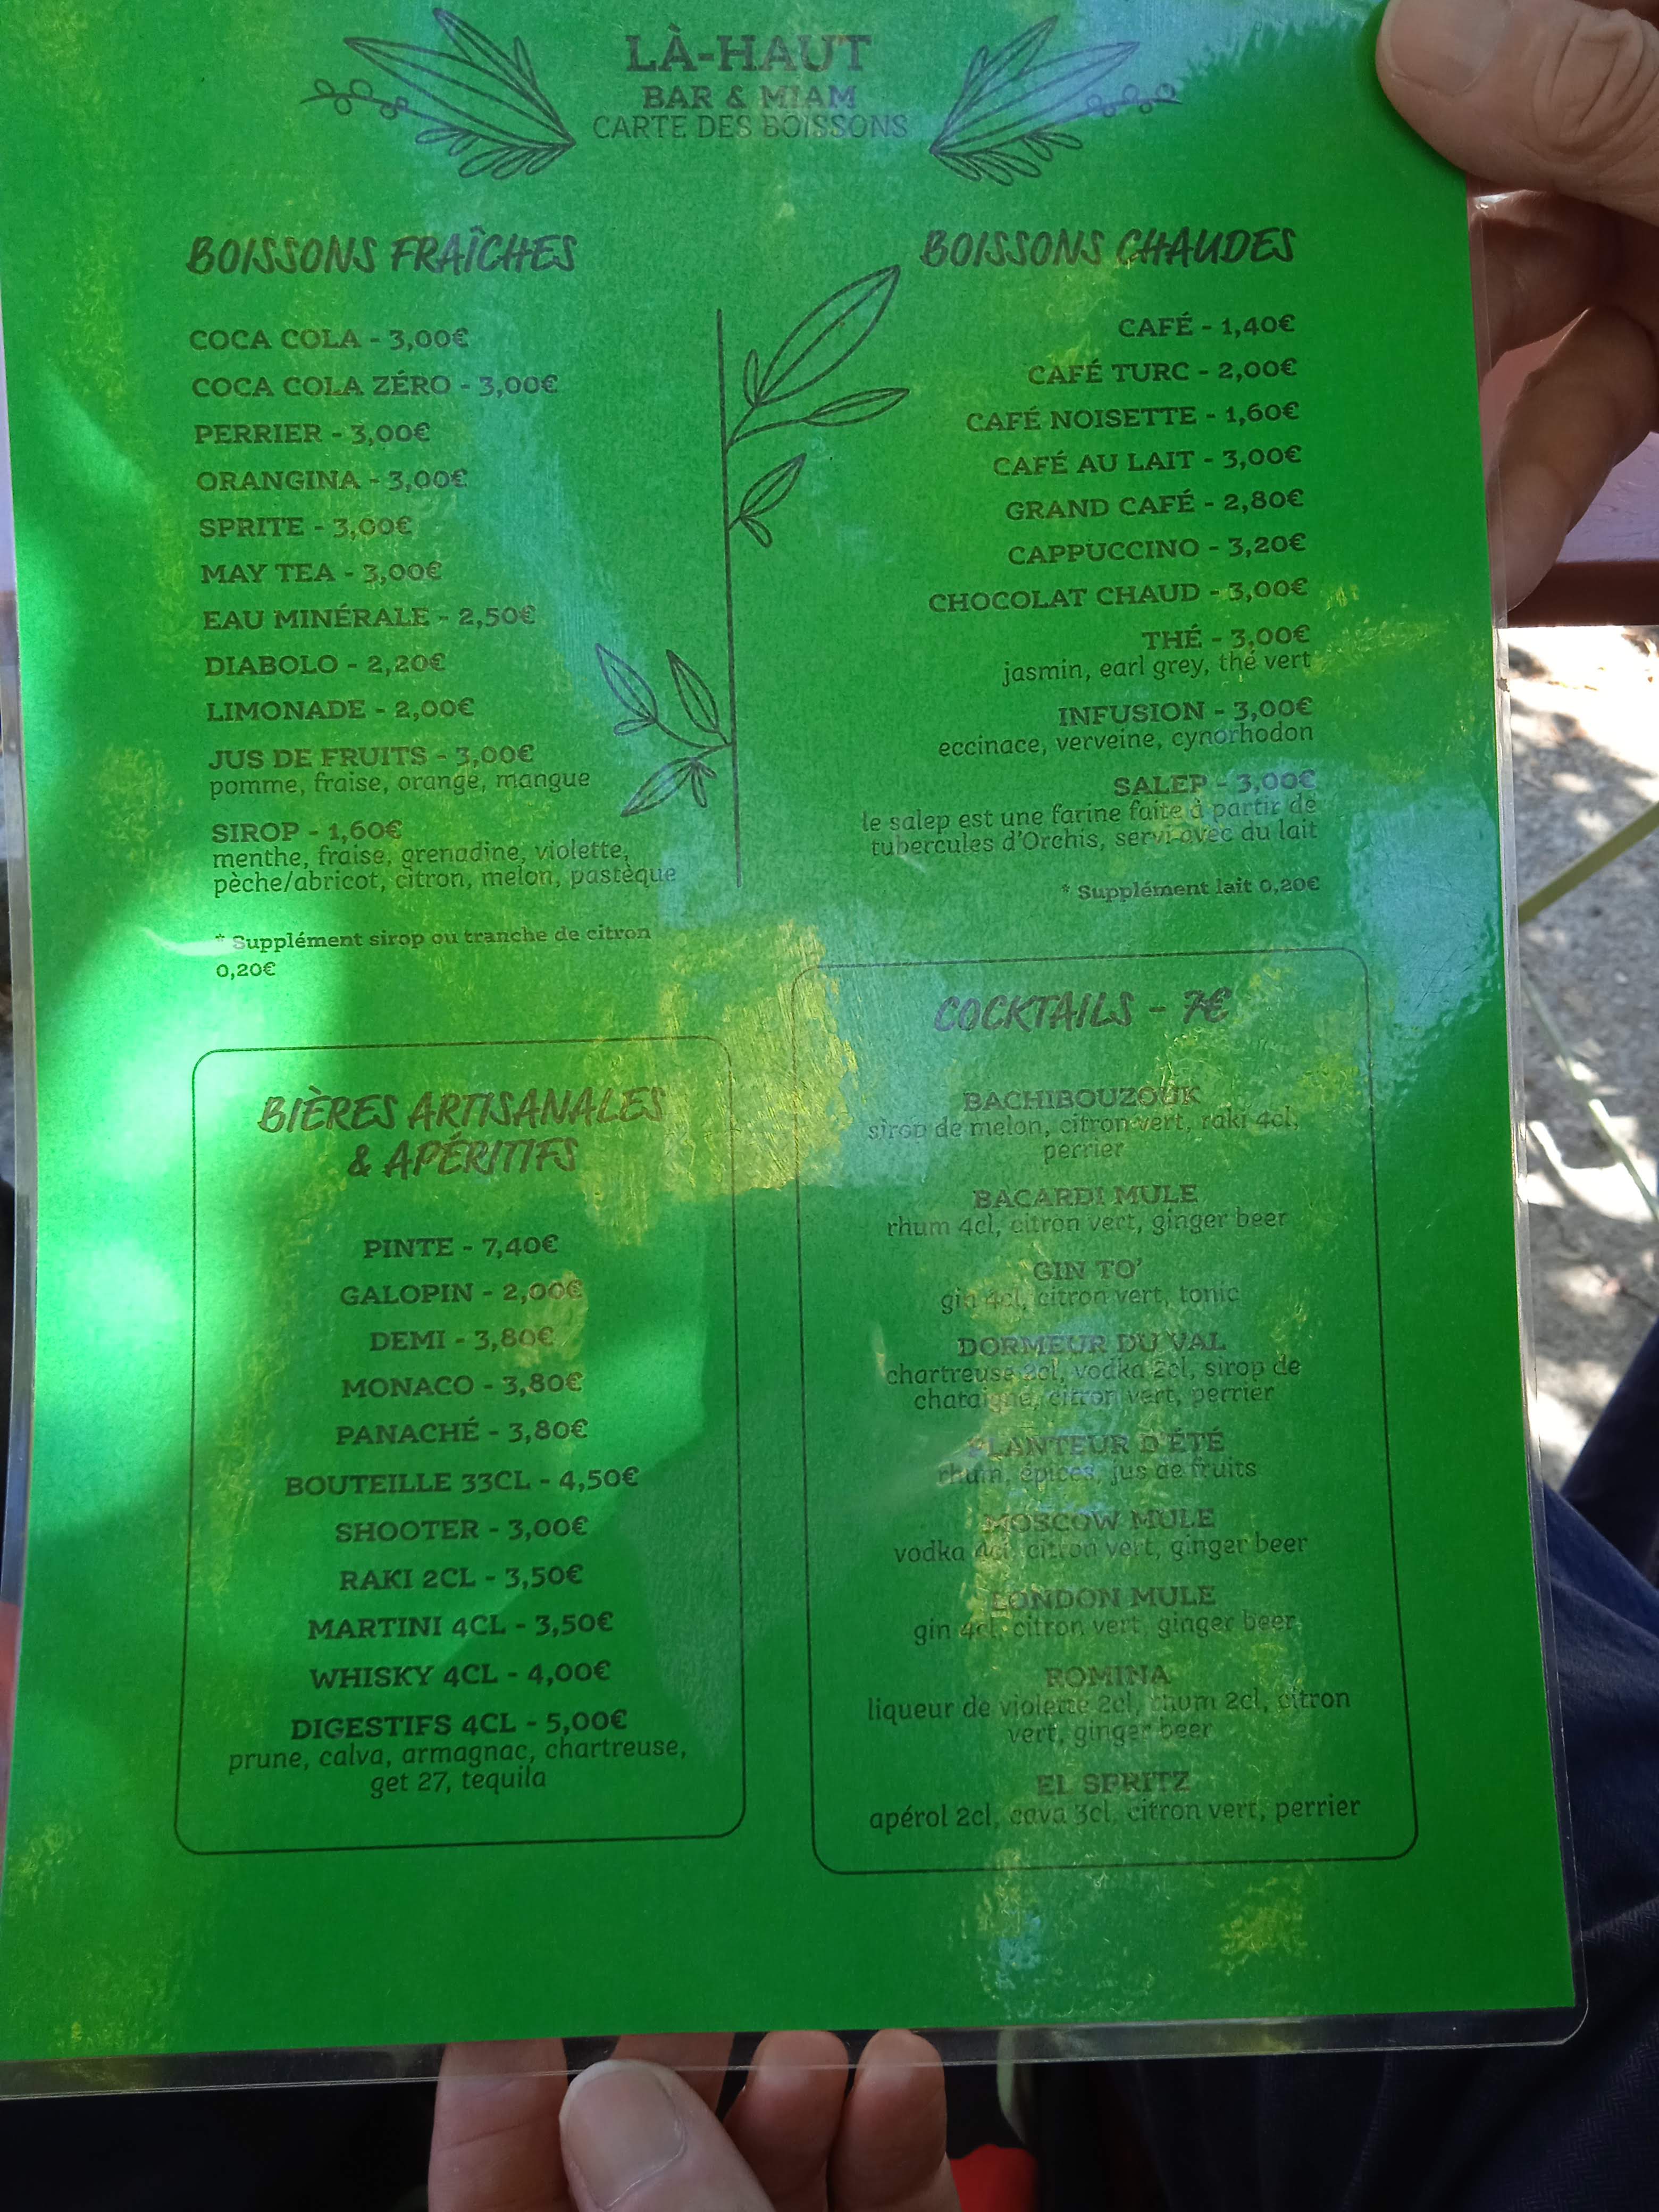 LÀ-HAUT
BAR & MIAM
CARTE DES BOISSONS
BOISSONS FRAÎCHES
COCA COLA - 3,00€
COCA COLA ZÉRO - 3,00€
PERRIER - 3,00€
ORANGINA - 3,00€
SPRITE - 3,00€
MAY TEA - 3,00€
EAU MINÉRALE - 2,50€
DIABOLO - 2,20€
LIMONADE - 2,00€
JUS DE FRUITS - 3,00€
pomme, fraise, orange, mangue
SIROP - 1,60€
menthe, fraise, grenadine, violette,
pèche/abricot, citron, melon, pastèque
* Supplément sirop ou tranche de citron
0,20€
BOISSONS CHAUDES
CAFÉ - 1,40€
CAFÉ TURC - 2,00€
CAFÉ NOISETTE - 1,60€
CAFÉ AU LAIT - 3,00€
GRAND CAFÉ - 2,80€
CAPPUCCINO - 3,20€
CHOCOLAT CHAUD - 3,00€
THÉ - 3,00€
jasmin, earl grey, thé vert
INFUSION - 3,00€
eccinace, verveine, cynorhodon
SALEP - 3,00€
le salep est une farine faite à partir de
tubercules d'Orchis, servi avec du lait
* Supplément lait 0,20€
BIÈRES ARTISANALES
& APÉRITIFS
PINTE - 7,40€
GALOPIN - 2,00€
DEMI - 3,80€
MONACO - 3,80€
PANACHÉ - 3,80€
BOUTEILLE 33CL - 4,50€
SHOOTER - 3,00€
RAKI 2CL - 3,50€
MARTINI 4CL - 3,50€
WHISKY 4CL - 4,00€
DIGESTIFS 4CL - 5,00€
prune, calva, armagnac, chartreuse,
get 27, tequila
COCKTAILS - 7€
BACHIBOUZOUK
sirop de melon, citron vert, raki 4cl,
perrier
BACARDI MULE
rhum 4cl, citron vert, ginger beer
GIN TO'
gin 4cl, citron vert, tonic
DORMEUR DU VAL
chartreuse 2cl, vodka 2cl, sirop de
chataigne, citron vert, perrier
PLANTEUR D'ÉTÉ
rhum, épices, jus de fruits
MOSCOW MULE
vodka 4cl, citron vert, ginger beer
LONDON MULE
gin 4cl, citron vert, ginger beer
ROMINA
liqueur de violette 2cl, rhum 2cl, citron
vert, ginger beer
EL SPRITZ
apérol 2cl, cava 3cl, citron vert, perrier